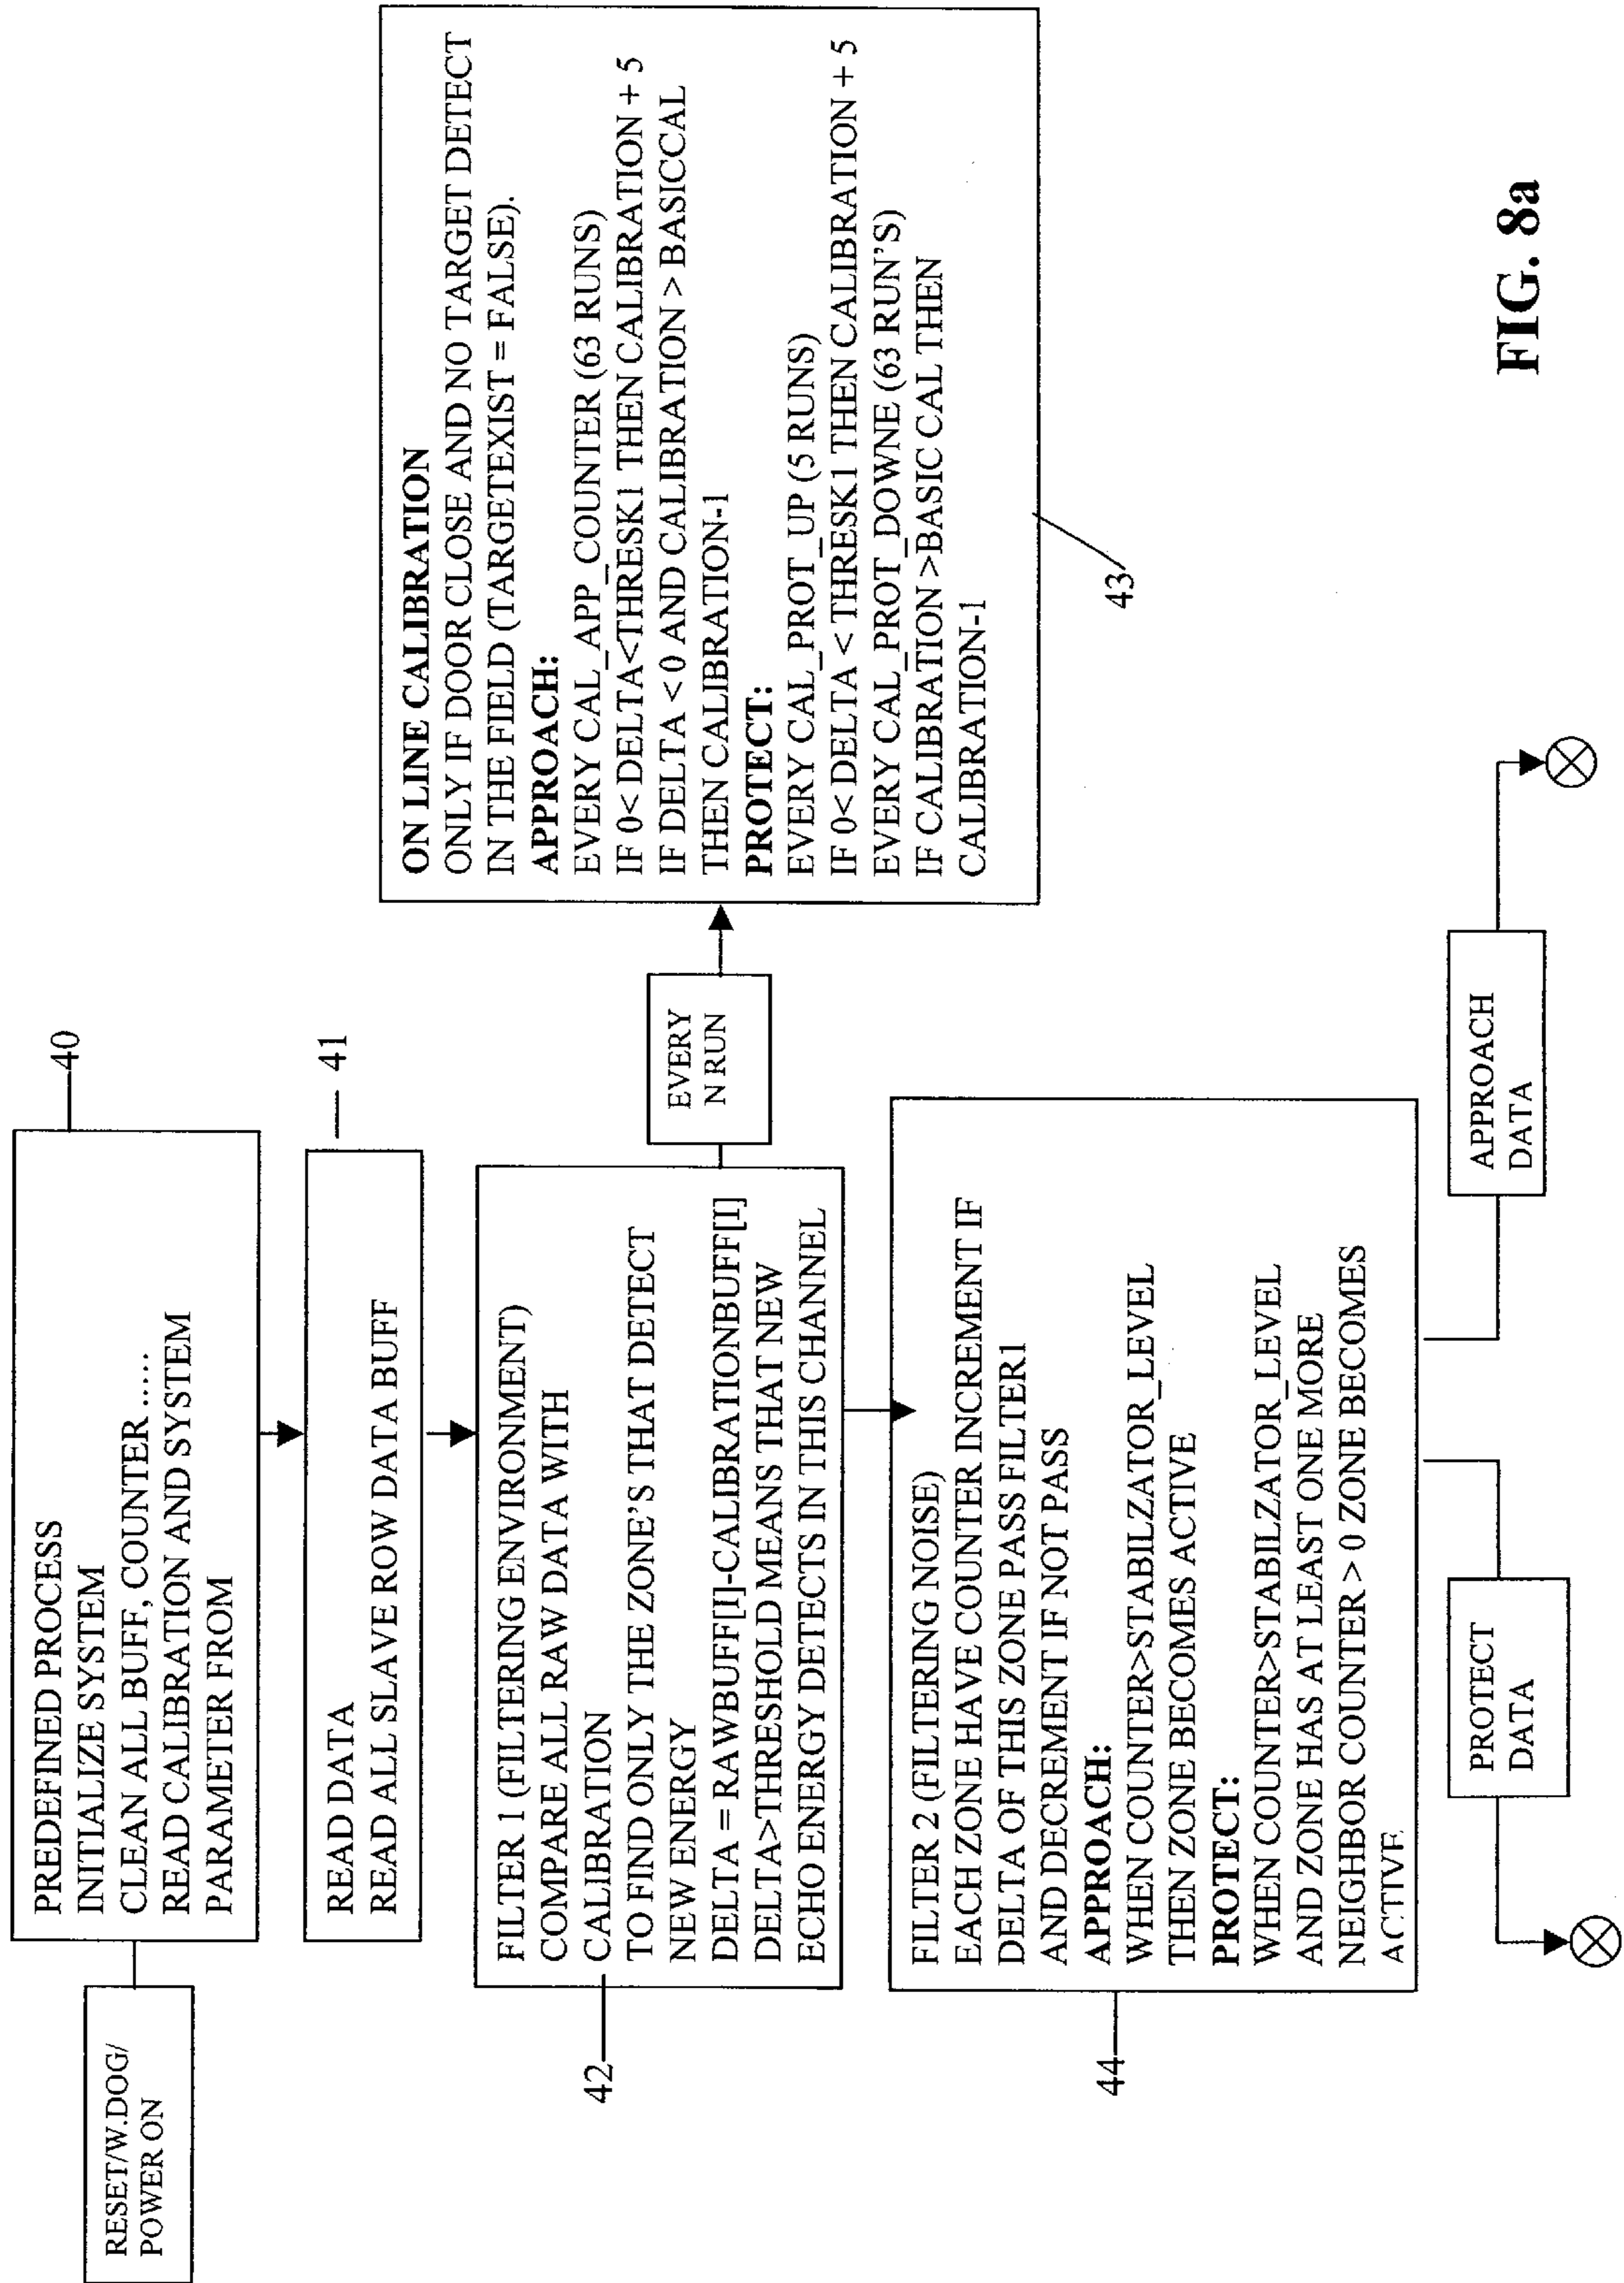 RESET/W.DOG/
POWER ON
PREDEFINED PROCESS
INITIALIZE SYSTEM
CLEAN ALL BUFF, COUNTER.....
READ CALIBRATION AND SYSTEM
PARAMETER FROM
40
READ DATA
READ ALL SLAVE ROW DATA BUFF
41
FILTER 1 (FILTERING ENVIRONMENT)
COMPARE ALL RAW DATA WITH
CALIBRATION
TO FIND ONLY THE ZONE'S THAT DETECT
NEW ENERGY
DELTA = RAWBUFF[I]-CALIBRATIONBUFF[I]
DELTA>THRESHOLD MEANS THAT NEW
ECHO ENERGY DETECTS IN THIS CHANNEL
42
EVERY
N RUN
ON LINE CALIBRATION
ONLY IF DOOR CLOSE AND NO TARGET DETECT
IN THE FIELD (TARGETEXIST = FALSE).
APPROACH:
EVERY CAL_APP_COUNTER (63 RUNS)
IF 0< DELTA<THRESK1 THEN CALIBRATION + 5
IF DELTA < 0 AND CALIBRATION > BASICCAL
THEN CALIBRATION-1
PROTECT:
EVERY CAL_PROT_UP (5 RUNS)
IF 0< DELTA < THRESK1 THEN CALIBRATION + 5
EVERY CAL_PROT_DOWNE (63 RUN'S)
IF CALIBRATION >BASIC CAL THEN
CALIBRATION-1
43
FILTER 2 (FILTERING NOISE)
EACH ZONE HAVE COUNTER INCREMENT IF
DELTA OF THIS ZONE PASS FILTER1
AND DECREMENT IF NOT PASS
APPROACH:
WHEN COUNTER>STABILZATOR_LEVEL
THEN ZONE BECOMES ACTIVE
PROTECT:
WHEN COUNTER>STABILZATOR_LEVEL
AND ZONE HAS AT LEAST ONE MORE
NEIGHBOR COUNTER > 0 ZONE BECOMES
ACTIVE.
44
PROTECT
DATA
APPROACH
DATA
FIG. 8a